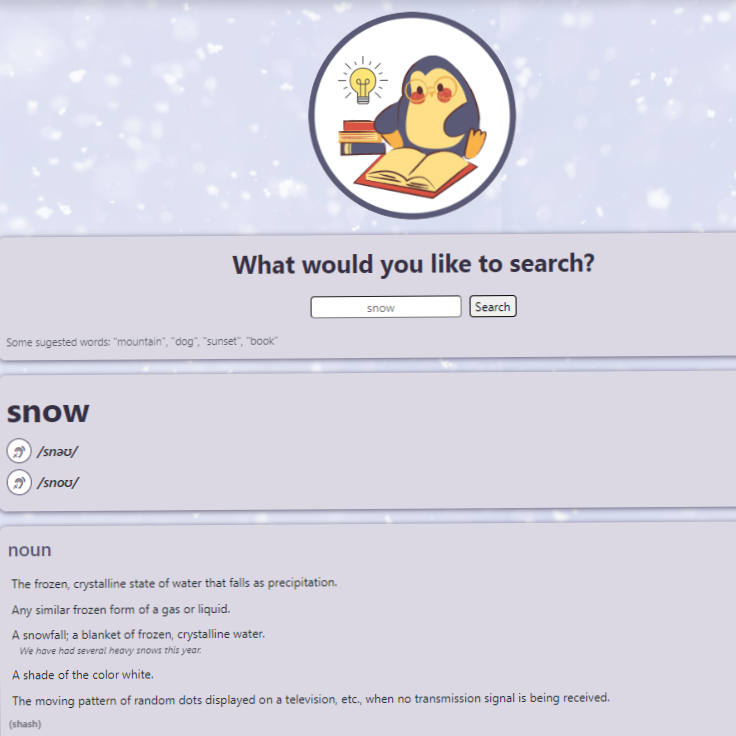 What would you like to search?
snow
Search
Some sugested words: "mountain", "dog", "sunset", "book"
snow
/snəʊ/
/snoʊ/
noun
The frozen, crystalline state of water that falls as precipitation.
Any similar frozen form of a gas or liquid.
A snowfall; a blanket of frozen, crystalline water.
We have had several heavy snows this year.
A shade of the color white.
The moving pattern of random dots displayed on a television, etc., when no transmission signal is being received.
(shash)